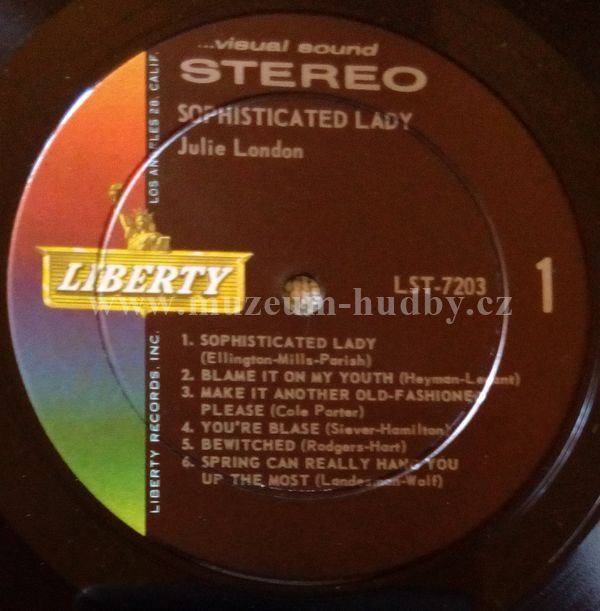 ...visual sound
STEREO
SOPHISTICATED LADY
Julie London
LIBERTY
LST-7203
1
www.muzeum-hudby.cz
1. SOPHISTICATED LADY
(Ellington-Mills-Parish)
2. BLAME IT ON MY YOUTH (Heyman-Levant)
3. MAKE IT ANOTHER OLD-FASHIONED
PLEASE (Cole Porter)
4. YOU'RE BLASE (Siever-Hamilton)
5. BEWITCHED (Rodgers-Hart)
6. SPRING CAN REALLY HANG YOU
UP THE MOST (Landesman-Wolf)
LIBERTY RECORDS, INC.
LOS ANGELES 28, CALIF.